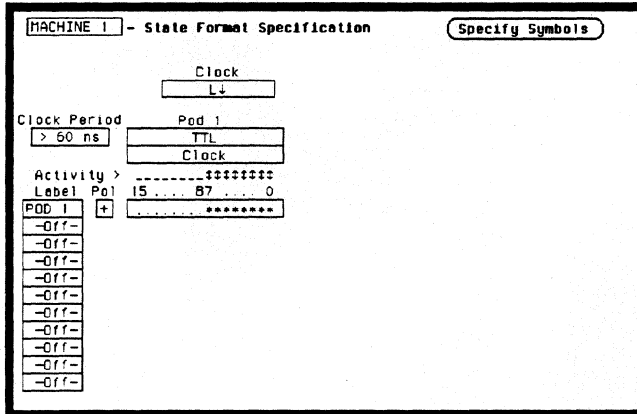 MACHINE 1 - State Format Specification Specify Symbols
Clock
L↓
Clock Period Pod 1
> 60 ns TTL
Clock
Activity > ________↕↕↕↕↕↕↕↕
Label Pol 15 .... 87 .... 0
POD 1 + ........********
-Off-
-Off-
-Off-
-Off-
-Off-
-Off-
-Off-
-Off-
-Off-
-Off-